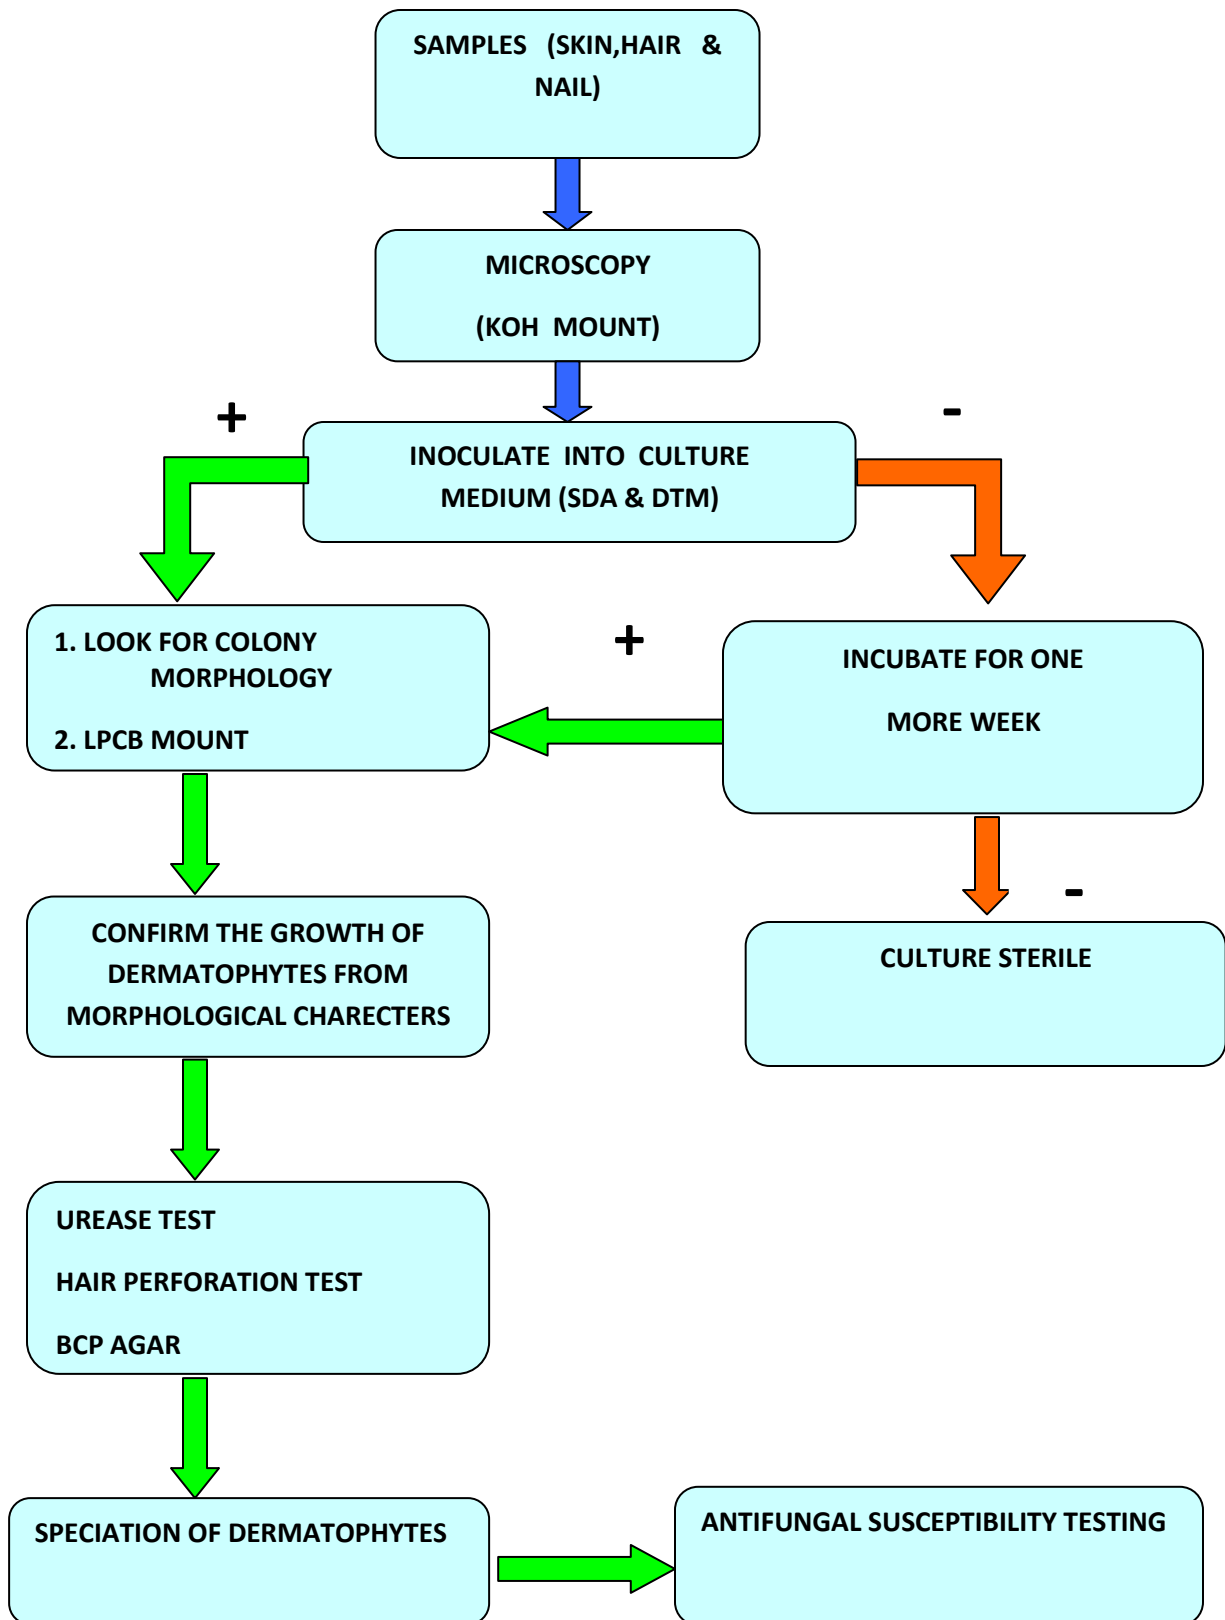 SAMPLES (SKIN,HAIR &
NAIL)
MICROSCOPY
(KOH MOUNT)
+
-
INOCULATE INTO CULTURE
MEDIUM (SDA & DTM)
1. LOOK FOR COLONY
MORPHOLOGY
2. LPCB MOUNT
+
INCUBATE FOR ONE
MORE WEEK
-
CONFIRM THE GROWTH OF
DERMATOPHYTES FROM
MORPHOLOGICAL CHARECTERS
CULTURE STERILE
UREASE TEST
HAIR PERFORATION TEST
BCP AGAR
SPECIATION OF DERMATOPHYTES
ANTIFUNGAL SUSCEPTIBILITY TESTING